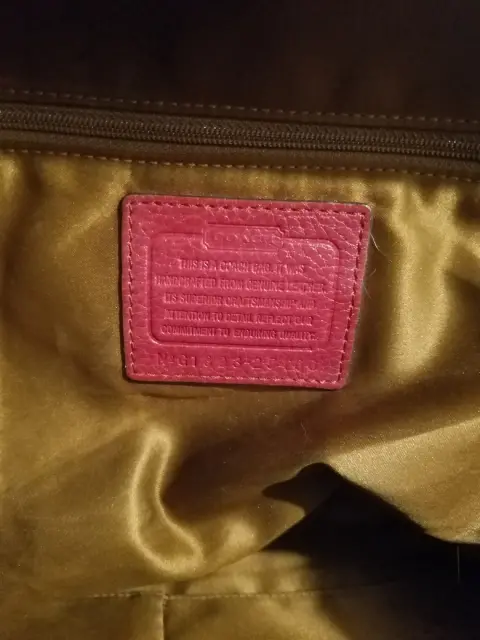 COACH
THIS IS A COACH BAG. IT WAS
HANDCRAFTED FROM GENUINE LEATHER.
ITS SUPERIOR CRAFTSMANSHIP AND
ATTENTION TO DETAIL REFLECT OUR
COMMITMENT TO ENDURING QUALITY.